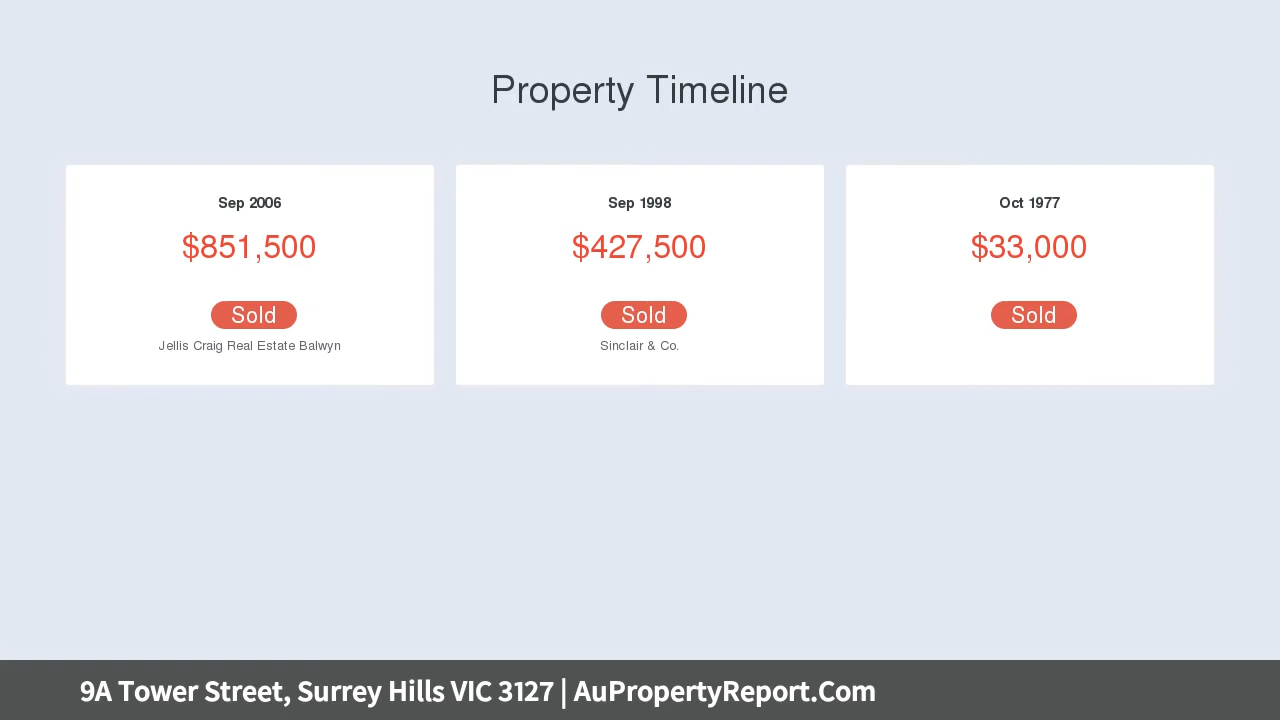 Property Timeline
Sep 2006
$851,500
Sold
Jellis Craig Real Estate Balwyn
Sep 1998
$427,500
Sold
Sinclair & Co.
Oct 1977
$33,000
Sold
9A Tower Street, Surrey Hills VIC 3127 | AuPropertyReport.Com